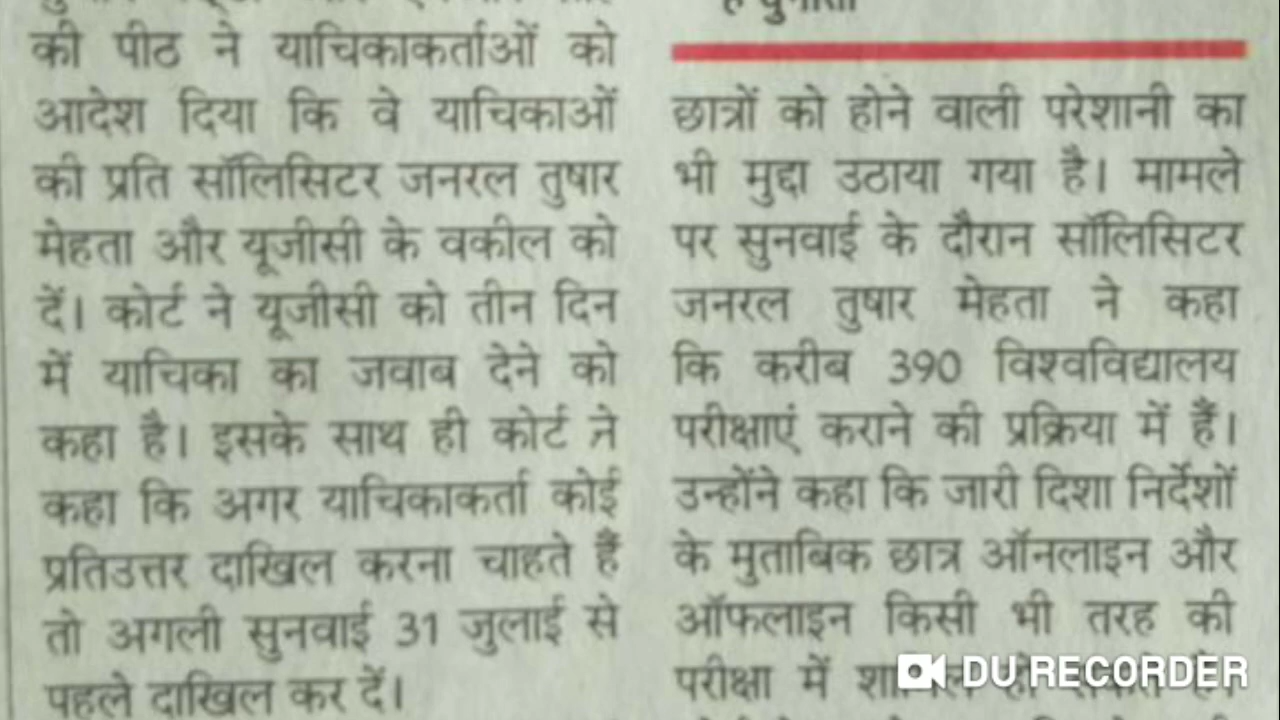 की पीठ ने याचिकाकर्ताओं को
आदेश दिया कि वे याचिकाओं
की प्रति सॉलिसिटर जनरल तुषार
मेहता और यूजीसी के वकील को
दें। कोर्ट ने यूजीसी को तीन दिन
में याचिका का जवाब देने को
कहा है। इसके साथ ही कोर्ट ने
कहा कि अगर याचिकाकर्ता कोई
प्रतिउत्तर दाखिल करना चाहते हैं
तो अगली सुनवाई 31 जुलाई से
पहले दाखिल कर दें।
छात्रों को होने वाली परेशानी का
भी मुद्दा उठाया गया है। मामले
पर सुनवाई के दौरान सॉलिसिटर
जनरल तुषार मेहता ने कहा
कि करीब 390 विश्वविद्यालय
परीक्षाएं कराने की प्रक्रिया में हैं।
उन्होंने कहा कि जारी दिशा निर्देशों
के मुताबिक छात्र ऑनलाइन और
ऑफलाइन किसी भी तरह की
परीक्षा में
DU RECORDER